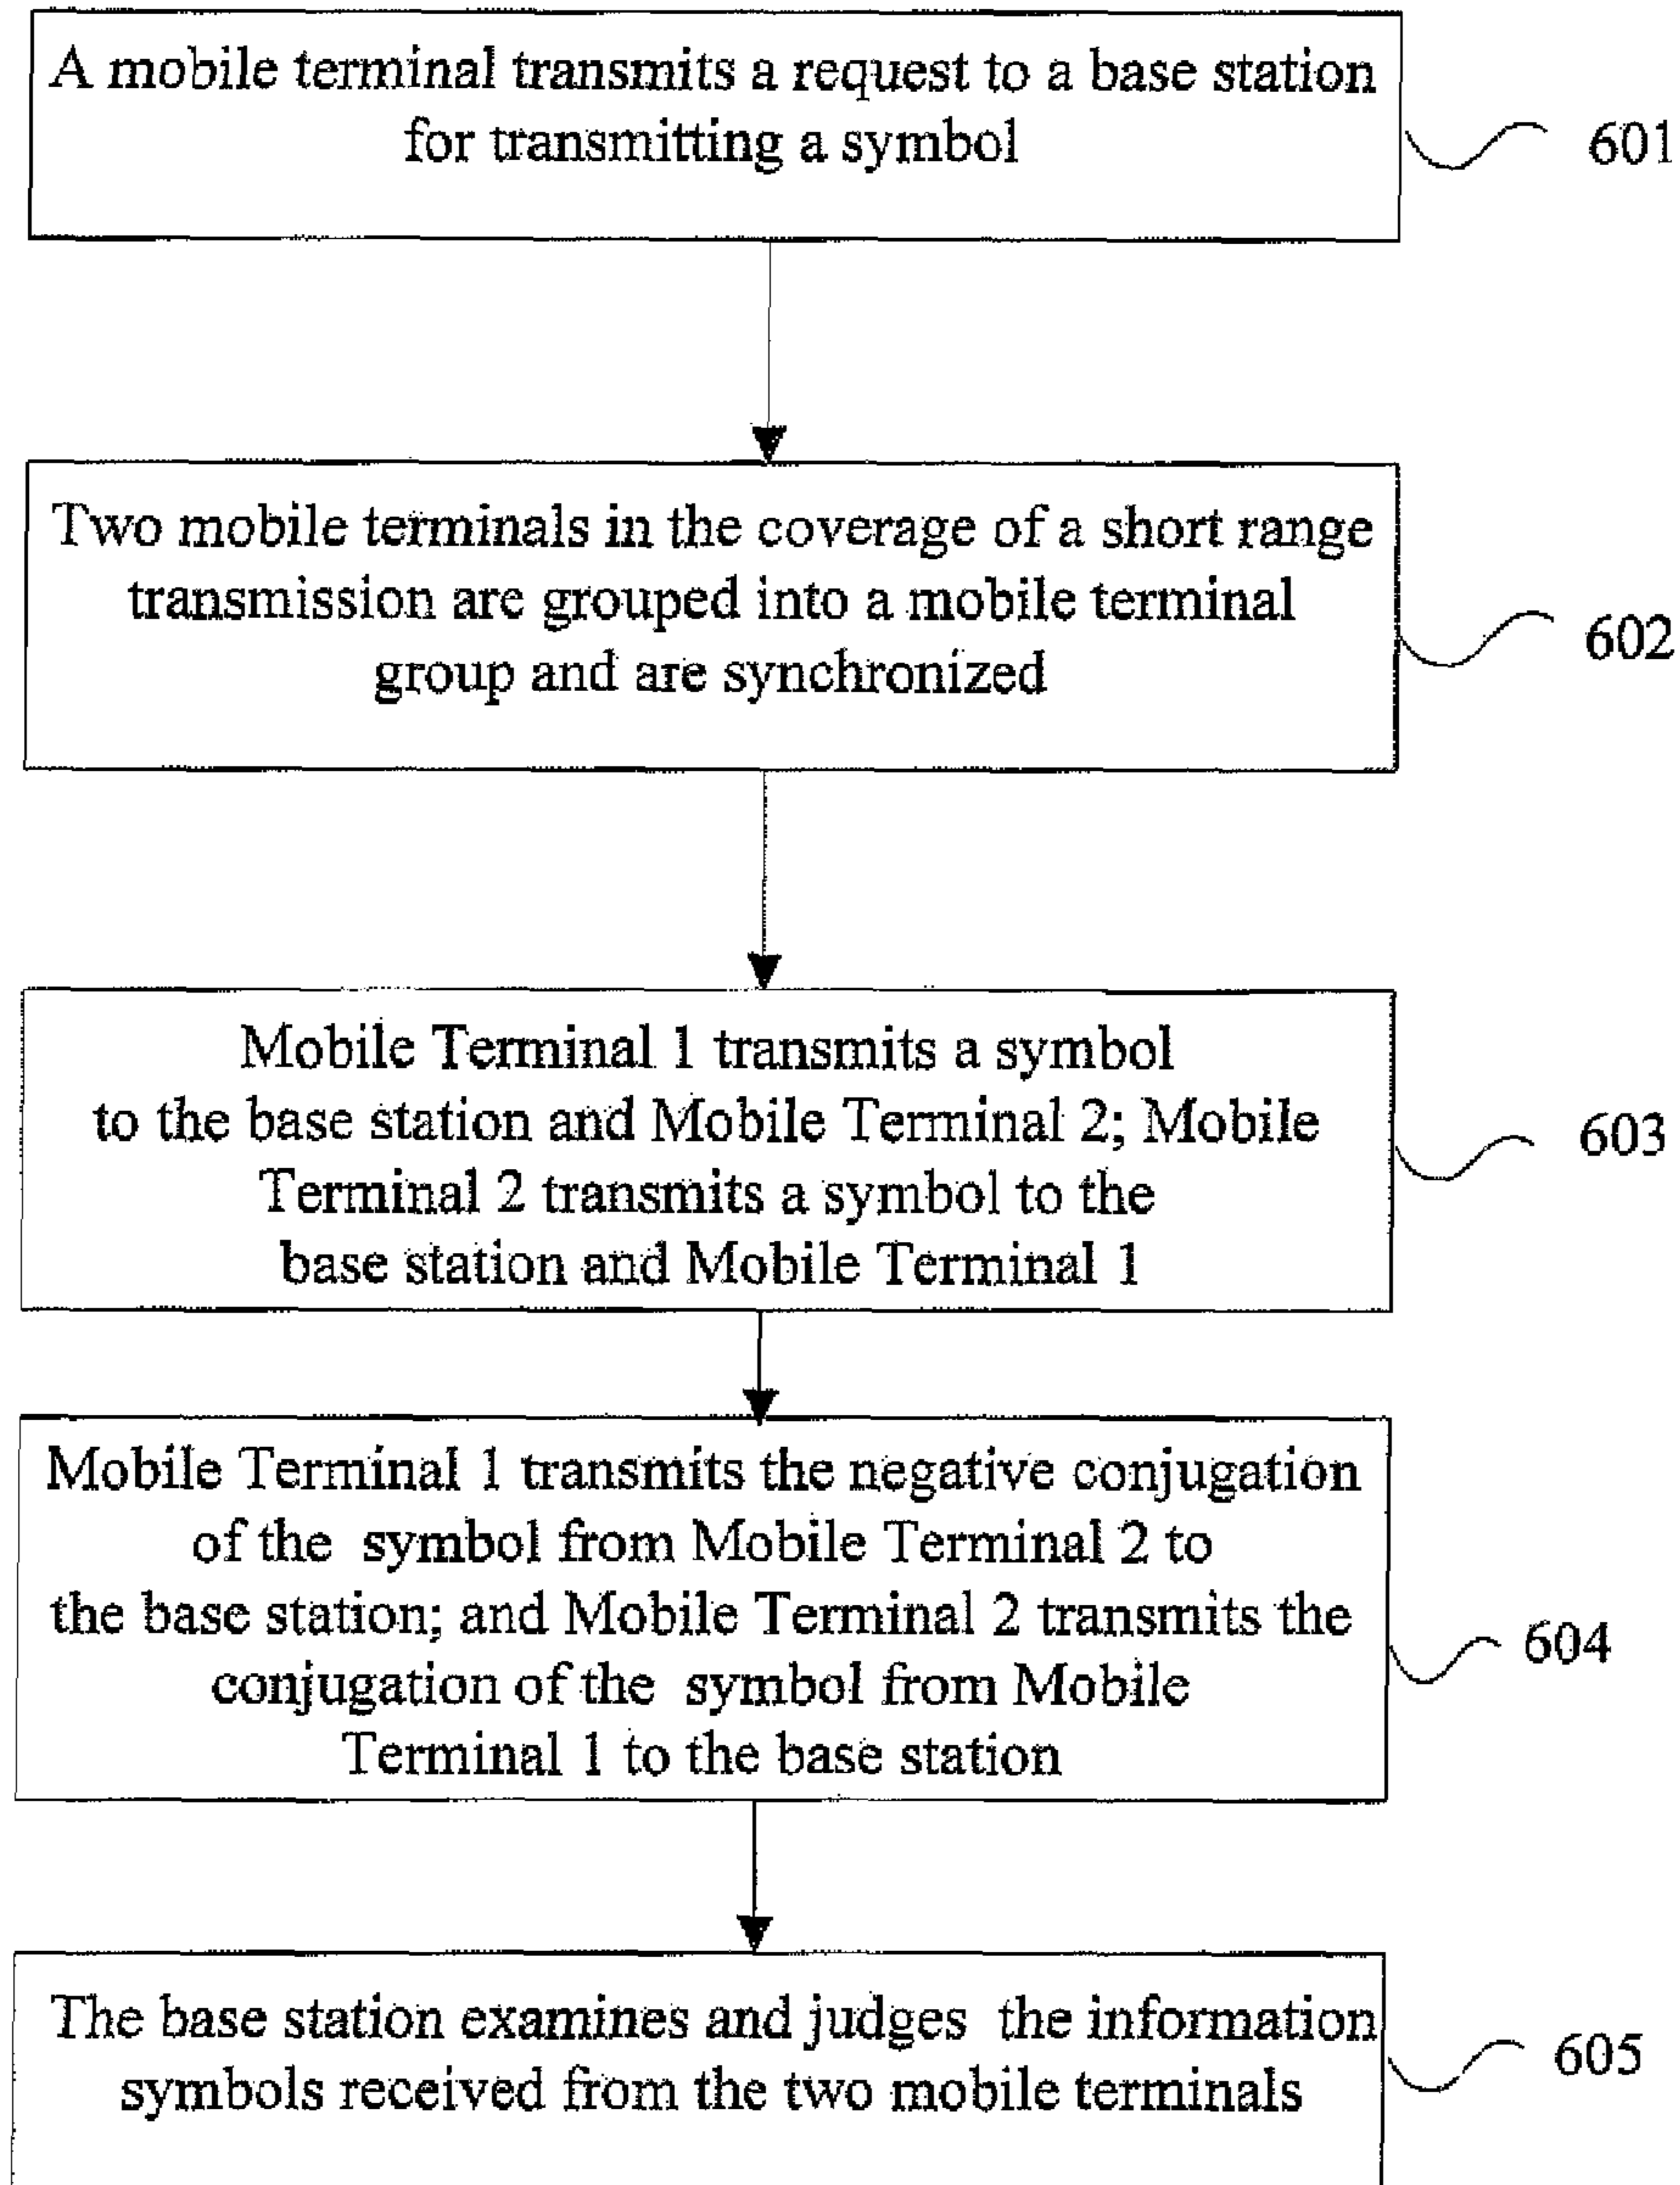 A mobile terminal transmits a request to a base station
for transmitting a symbol
601
Two mobile terminals in the coverage of a short range
transmission are grouped into a mobile terminal
group and are synchronized
602
Mobile Terminal 1 transmits a symbol
to the base station and Mobile Terminal 2; Mobile
Terminal 2 transmits a symbol to the
base station and Mobile Terminal 1
603
Mobile Terminal 1 transmits the negative conjugation
of the symbol from Mobile Terminal 2 to
the base station; and Mobile Terminal 2 transmits the
conjugation of the symbol from Mobile
Terminal 1 to the base station
604
The base station examines and judges the information
symbols received from the two mobile terminals
605